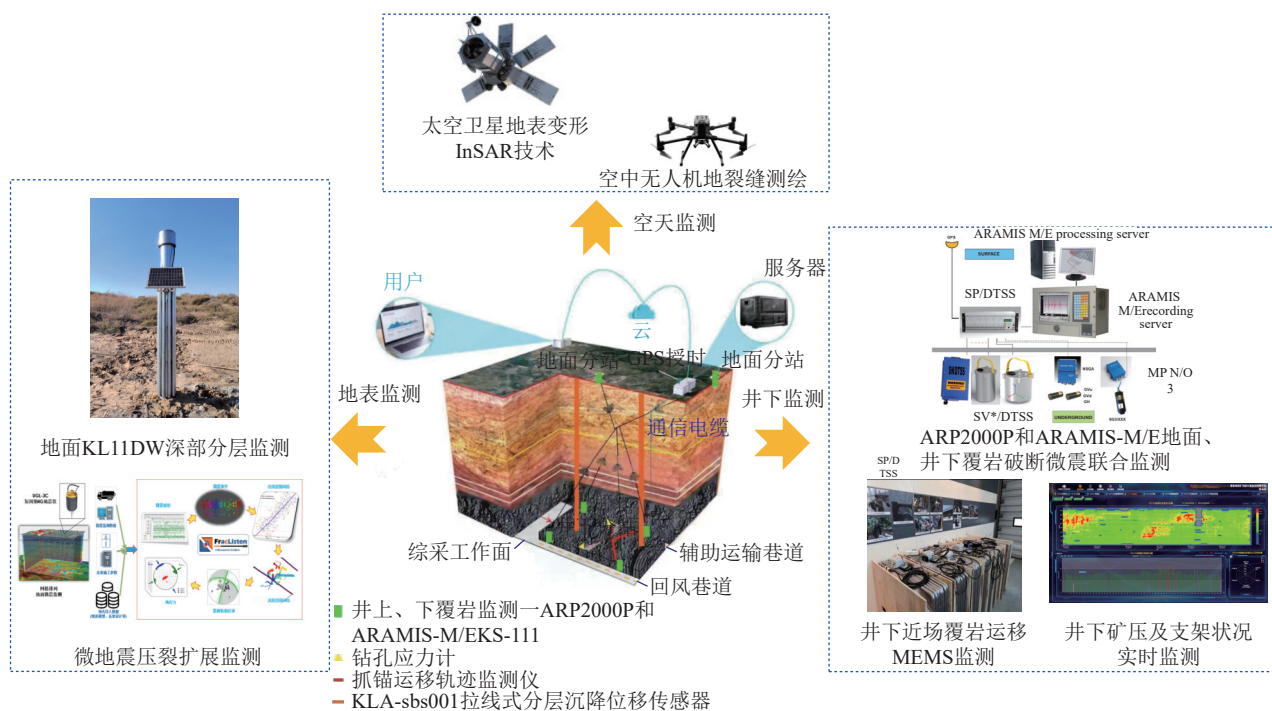 太空卫星地表变形
InSAR技术
空中无人机地裂缝测绘
空天监测
地面KL11DW深部分层监测
FracListen
微地震压裂扩展监测
地表监测
用户
云
服务器
地面分站
GPS授时
地面分站
通信电缆
井下监测
综采工作面
辅助运输巷道
回风巷道
井上、下覆岩监测一ARP2000P和
ARAMIS-M/EKS-111
钻孔应力计
抓锚运移轨迹监测仪
KLA-sbs001拉线式分层沉降位移传感器
GPS
ARAMIS M/E processing server
SURFACE
SP/DTSS
ARAMIS
M/Erecording
server
SV*/DTSS
UNDERGROUND
MP N/O
3
ARP2000P和ARAMIS-M/E地面、
井下覆岩破断微震联合监测
SP/D
TSS
井下近场覆岩运移
MEMS监测
井下矿压及支架状况
实时监测